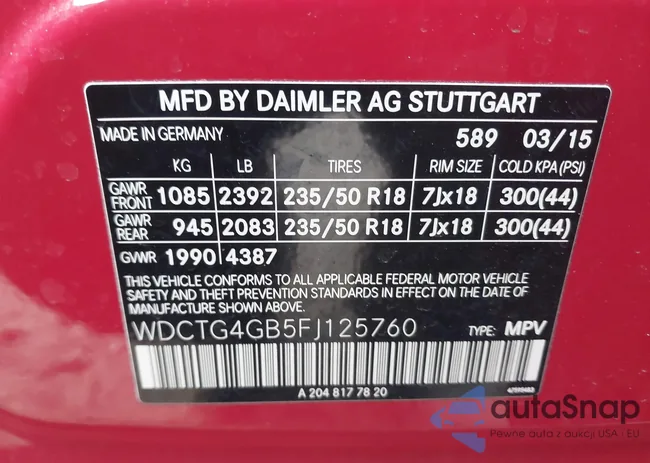 MFD BY DAIMLER AG STUTTGART
MADE IN GERMANY 589 03/15
KG LB TIRES RIM SIZE COLD KPA(PSI)
GAWR FRONT 1085 2392 235/50 R18 7Jx18 300(44)
GAWR REAR 945 2083 235/50 R18 7Jx18 300(44)
GVWR 1990 4387
THIS VEHICLE CONFORMS TO ALL APPLICABLE FEDERAL MOTOR VEHICLE
SAFETY AND THEFT PREVENTION STANDARDS IN EFFECT ON THE DATE OF
MANUFACTURE SHOWN ABOVE.
WDCTG4GB5FJ125760 TYPE: MPV
A 204 817 78 20
autaSnap
Pewne auta z aukcji USA i EU